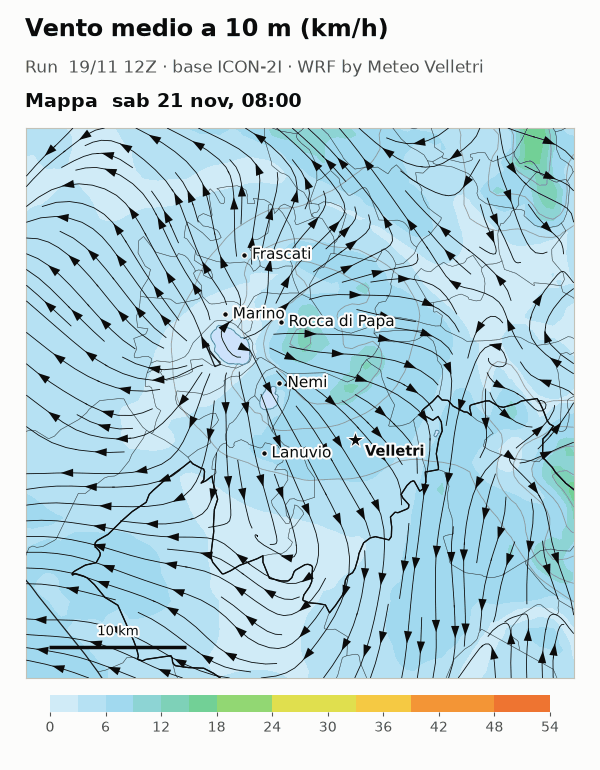 Vento medio a 10 m (km/h)
Run  19/11 12Z · base ICON-2I · WRF by Meteo Velletri
Mappa  sab 21 nov, 08:00
Frascati
Marino
Rocca di Papa
Nemi
Velletri
Lanuvio
10 km
0 6 12 18 24 30 36 42 48 54